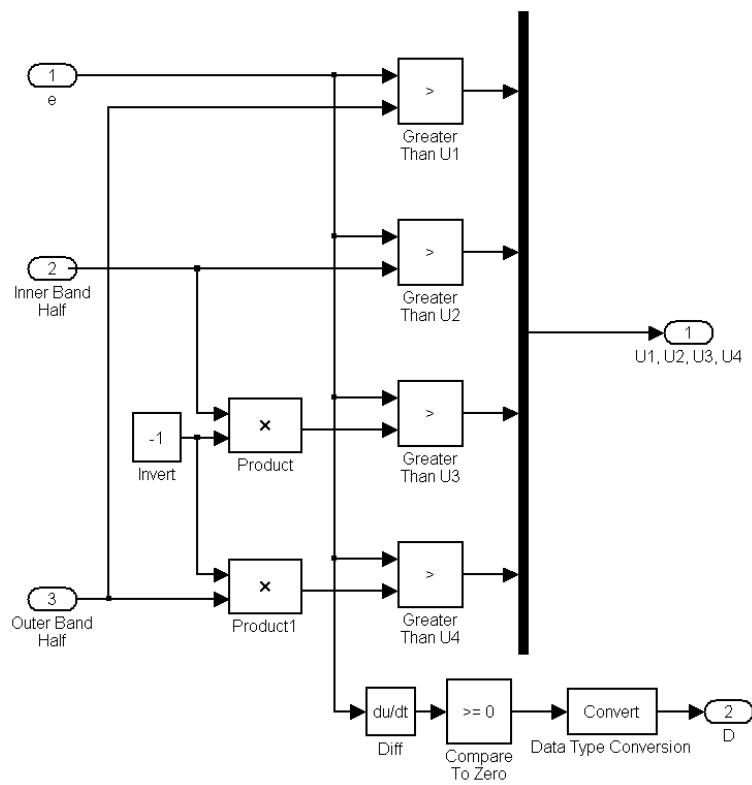 1
e
>
Greater
Than U1
2
Inner Band
Half
>
Greater
Than U2
1
U1, U2, U3, U4
-1
Invert
×
Product
>
Greater
Than U3
3
Outer Band
Half
×
Product1
>
Greater
Than U4
du/dt
Diff
>= 0
Compare
To Zero
Convert
Data Type Conversion
2
D